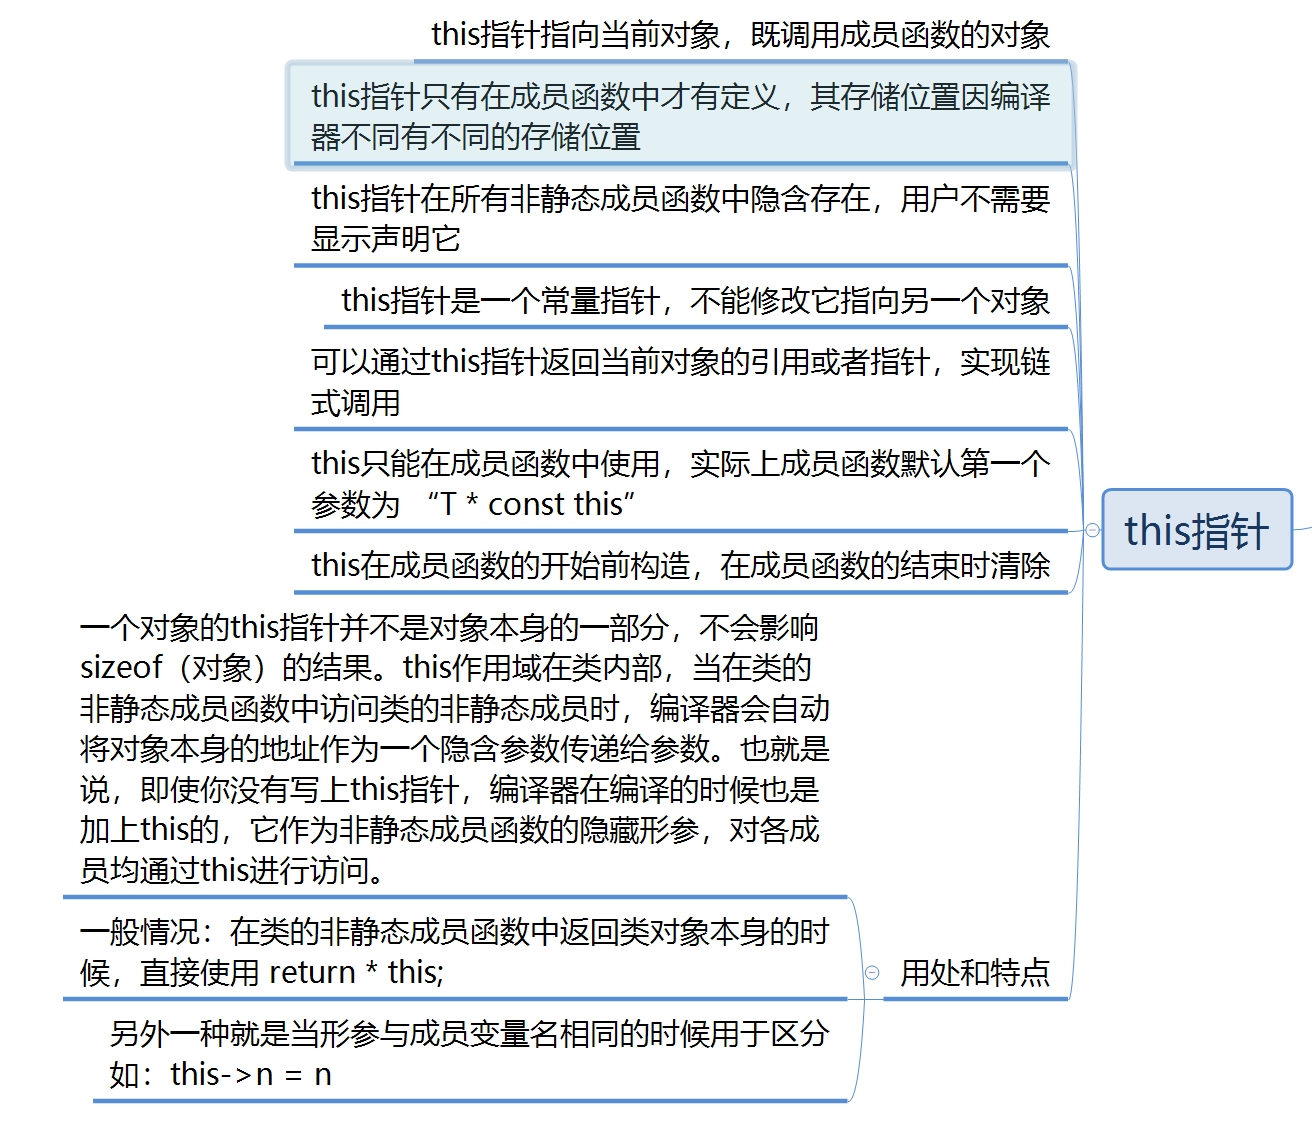 this指针指向当前对象，既调用成员函数的对象
this指针只有在成员函数中才有定义，其存储位置因编译
器不同有不同的存储位置
this指针在所有非静态成员函数中隐含存在，用户不需要
显示声明它
this指针是一个常量指针，不能修改它指向另一个对象
可以通过this指针返回当前对象的引用或者指针，实现链
式调用
this只能在成员函数中使用，实际上成员函数默认第一个
参数为 “T * const this”
this在成员函数的开始前构造，在成员函数的结束时清除
this指针
一个对象的this指针并不是对象本身的一部分，不会影响
sizeof（对象）的结果。this作用域在类内部，当在类的
非静态成员函数中访问类的非静态成员时，编译器会自动
将对象本身的地址作为一个隐含参数传递给参数。也就是
说，即使你没有写上this指针，编译器在编译的时候也是
加上this的，它作为非静态成员函数的隐藏形参，对各成
员均通过this进行访问。
一般情况：在类的非静态成员函数中返回类对象本身的时
候，直接使用 return * this;
用处和特点
另外一种就是当形参与成员变量名相同的时候用于区分
如：this->n = n